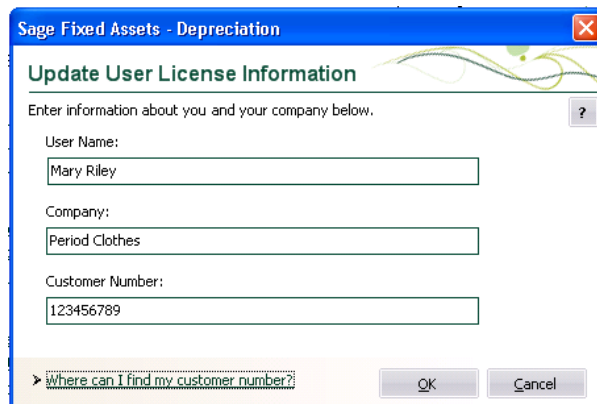 Sage Fixed Assets - Depreciation
Update User License Information
Enter information about you and your company below.
?
User Name:
Mary Riley
Company:
Period Clothes
Customer Number:
123456789
Where can I find my customer number?
OK
Cancel